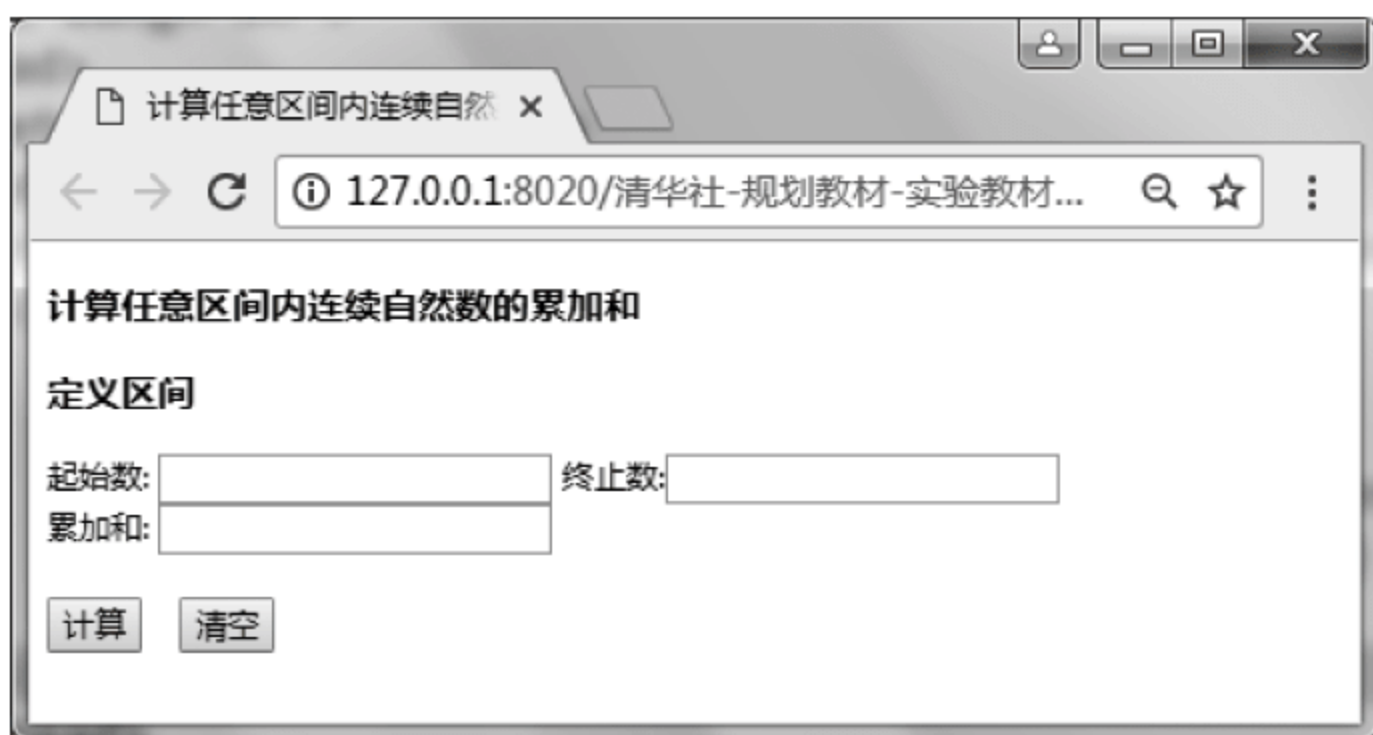 计算任意区间内连续自然
127.0.0.1:8020/清华社-规划教材-实验教材...
计算任意区间内连续自然数的累加和
定义区间
起始数: 终止数:
累加和:
计算 清空